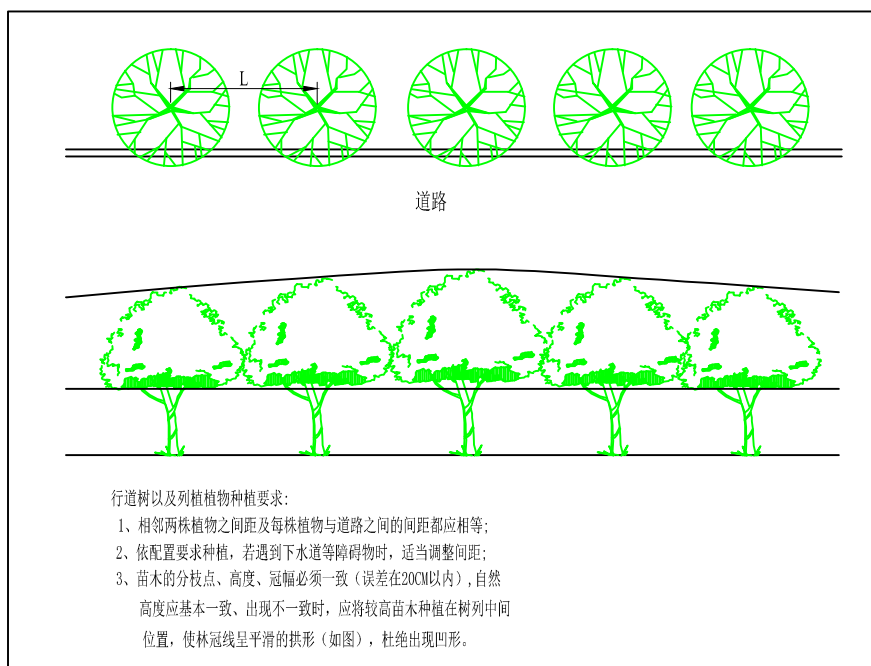 L
道路
行道树以及列植植物种植要求:
1、相邻两株植物之间距及每株植物与道路之间的间距都应相等;
2、依配置要求种植，若遇到下水道等障碍物时，适当调整间距;
3、苗木的分枝点、高度、冠幅必须一致（误差在20CM以内）,自然
高度应基本一致、出现不一致时，应将较高苗木种植在树列中间
位置，使林冠线呈平滑的拱形（如图），杜绝出现凹形。